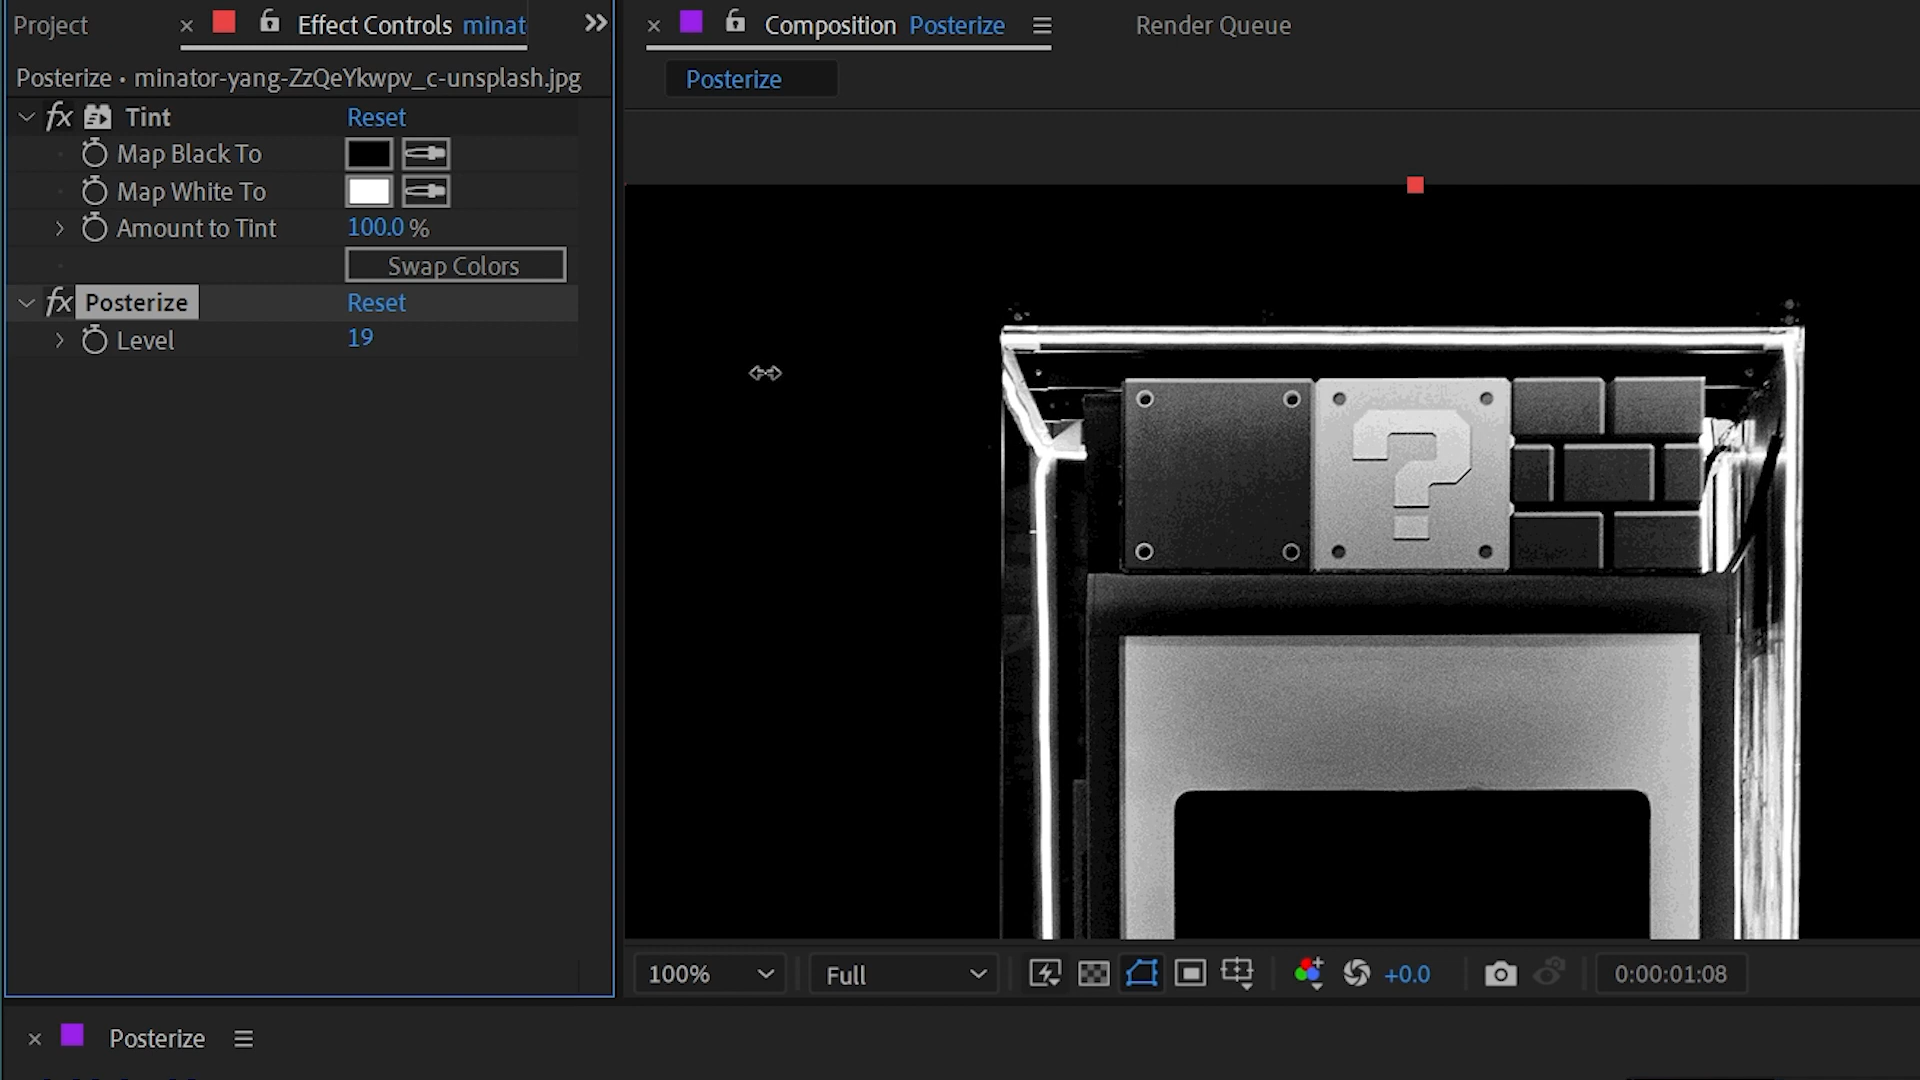 Project
Effect Controls minat
Composition Posterize
Render Queue
Posterize • minator-yang-ZzQeYkwpv_c-unsplash.jpg
Posterize
fx Tint Reset
Map Black To
Map White To
Amount to Tint 100.0 %
Swap Colors
fx Posterize Reset
Level 19
?
100%
Full
+0.0
0:00:01:08
Posterize